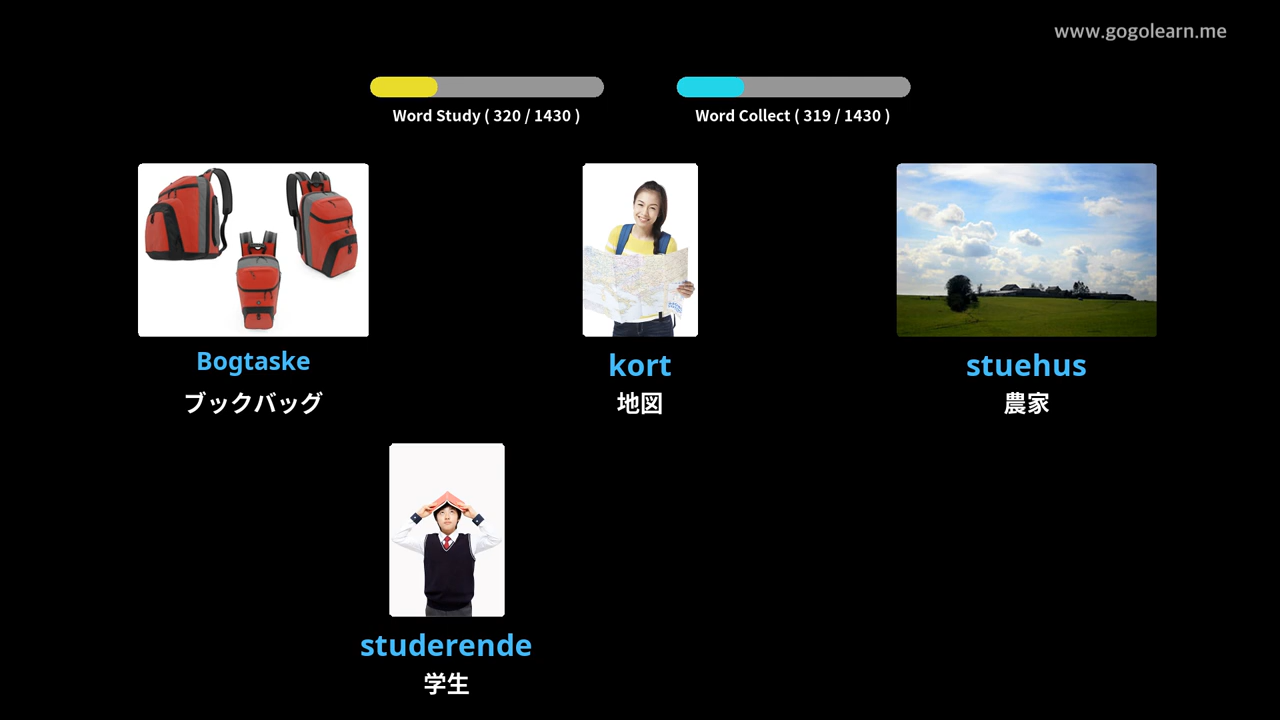 www.gogolearn.me
Word Study ( 320 / 1430 )
Word Collect ( 319 / 1430 )
Bogtaske
ブックバッグ
kort
地図
stuehus
農家
studerende
学生